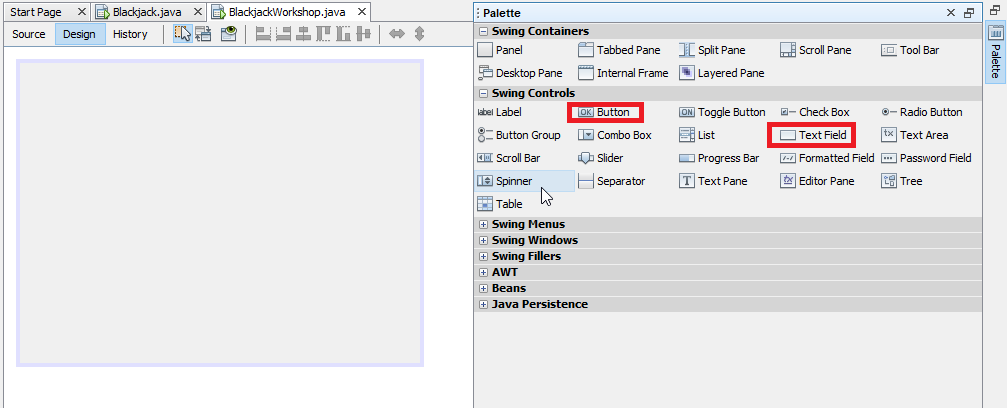 Start Page Blackjack.java BlackjackWorkshop.java
Source Design History
Palette
Swing Containers
Panel Tabbed Pane Split Pane Scroll Pane Tool Bar
Desktop Pane Internal Frame Layered Pane
Swing Controls
label Label OK Button ON Toggle Button Check Box Radio Button
Button Group Combo Box List Text Field tx Text Area
Scroll Bar Slider Progress Bar Formatted Field Password Field
Spinner Separator T Text Pane tx Editor Pane Tree
Table
Swing Menus
Swing Windows
Swing Fillers
AWT
Beans
Java Persistence
Palette